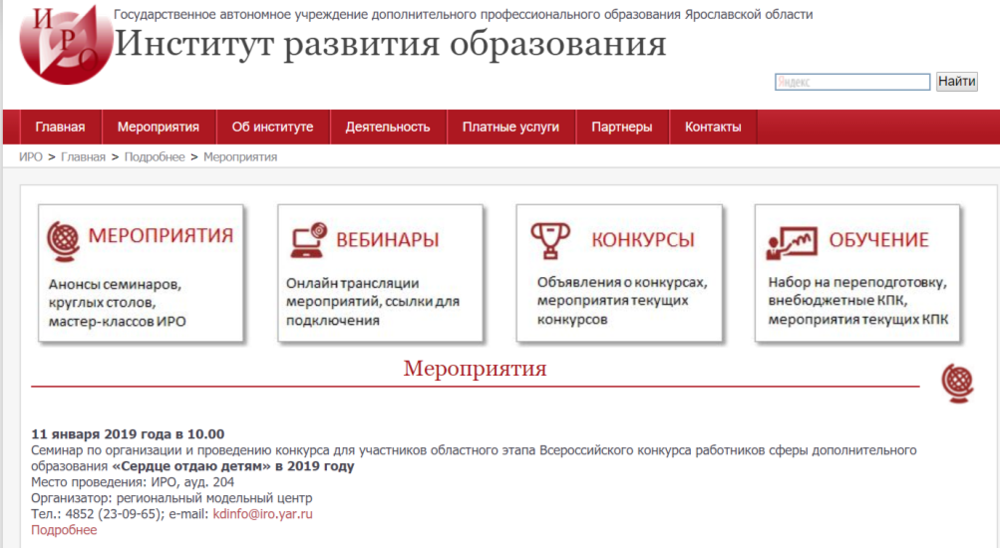 И
Р
О
Государственное автономное учреждение дополнительного профессионального образования Ярославской области
Институт развития образования
Яндекс
Найти
Главная Мероприятия Об институте Деятельность Платные услуги Партнеры Контакты
ИРО > Главная > Подробнее > Мероприятия
МЕРОПРИЯТИЯ
Анонсы семинаров,
круглых столов,
мастер-классов ИРО
ВЕБИНАРЫ
Онлайн трансляции
мероприятий, ссылки для
подключения
КОНКУРСЫ
Объявления о конкурсах,
мероприятия текущих
конкурсов
ОБУЧЕНИЕ
Набор на переподготовку,
внебюджетные КПК,
мероприятия текущих КПК
Мероприятия
11 января 2019 года в 10.00
Семинар по организации и проведению конкурса для участников областного этапа Всероссийского конкурса работников сферы дополнительного
образования «Сердце отдаю детям» в 2019 году
Место проведения: ИРО, ауд. 204
Организатор: региональный модельный центр
Тел.: 4852 (23-09-65); e-mail: kdinfo@iro.yar.ru
Подробнее